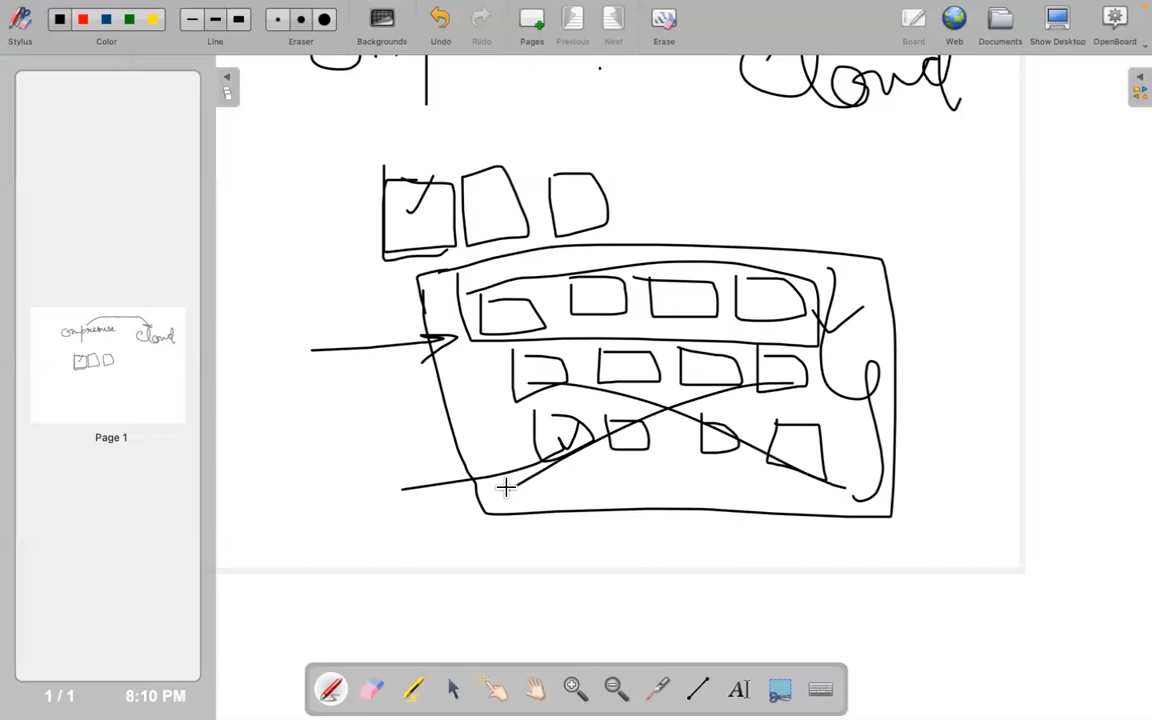 Color
Line
Stylus
Eraser
Backgrounds
Undo
Redo
Pages
Previous
Next
Erase
Board
Web
Documents
Show Desktop
OpenBoard
Cloud
Cloud
Page 1
1 / 1
8:10 PM